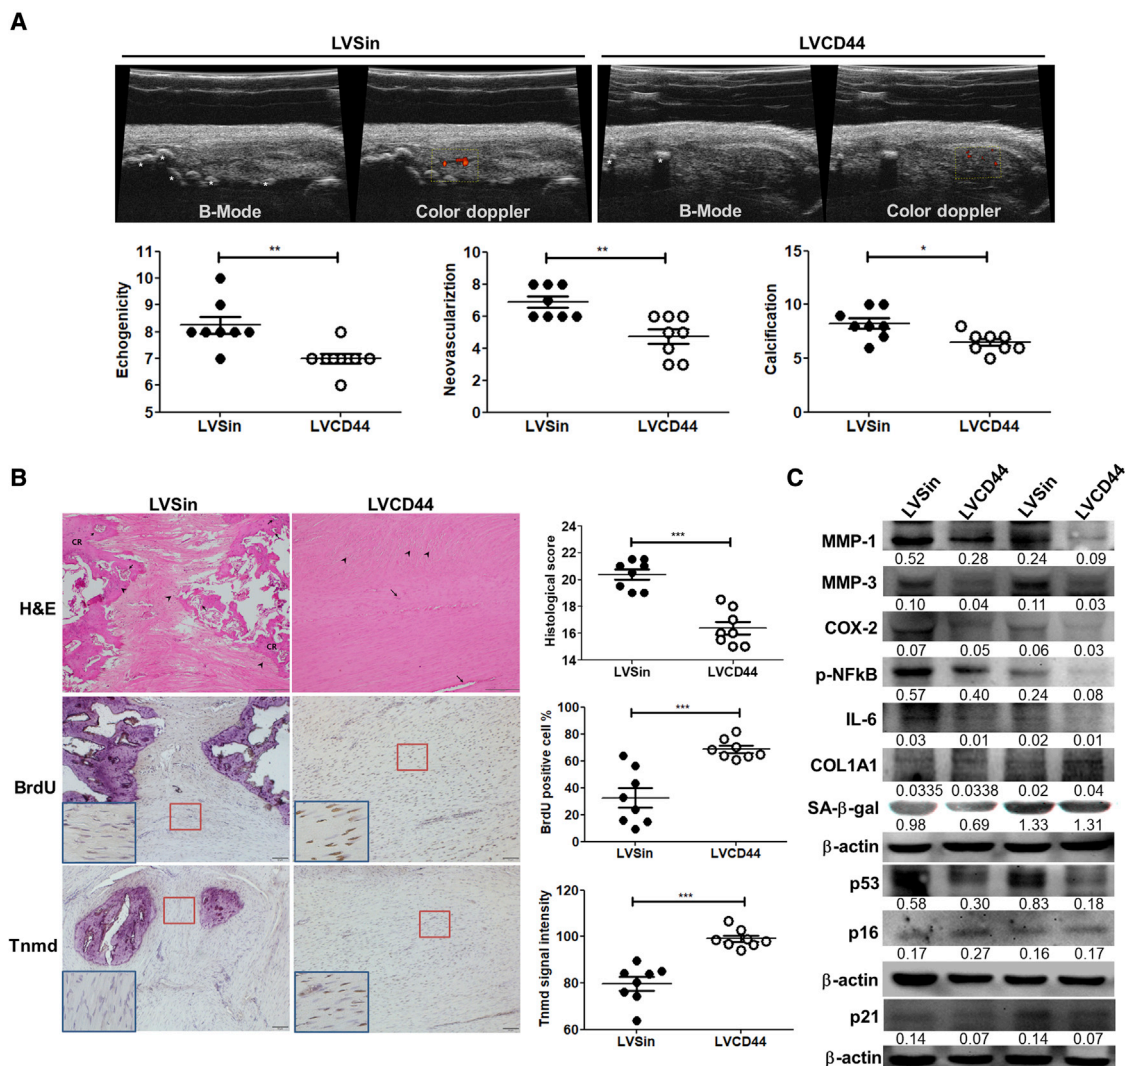 A
LVSin LVCD44
B-Mode Color doppler B-Mode Color doppler
** ** *
Echogenicity
11
10
9
8
7
6
5
LVSin LVCD44
Neovasculariztion
10
8
6
4
2
0
LVSin LVCD44
Calcification
15
10
5
0
LVSin LVCD44
B
LVSin LVCD44
H&E
CR
CR
BrdU
Tnmd
Histological score
24
22
20
18
16
14
***
LVSin LVCD44
BrdU positive cell %
100
80
60
40
20
0
***
LVSin LVCD44
Tnmd signal intensity
120
100
80
60
***
LVSin LVCD44
C
LVSin LVCD44 LVSin LVCD44
MMP-1
0.52 0.28 0.24 0.09
MMP-3
0.10 0.04 0.11 0.03
COX-2
0.07 0.05 0.06 0.03
p-NFkB
0.57 0.40 0.24 0.08
IL-6
0.03 0.01 0.02 0.01
COL1A1
0.0335 0.0338 0.02 0.04
SA-β-gal
0.98 0.69 1.33 1.31
β-actin
p53
0.58 0.30 0.83 0.18
p16
0.17 0.27 0.16 0.17
β-actin
p21
0.14 0.07 0.14 0.07
β-actin